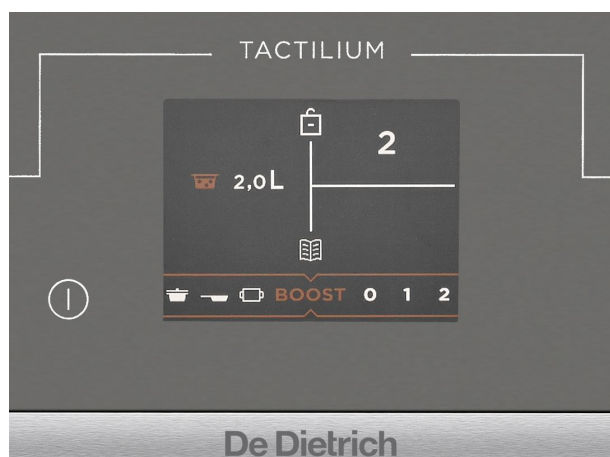 TACTILIUM
2
2,0L
BOOST 0 1 2
De Dietrich